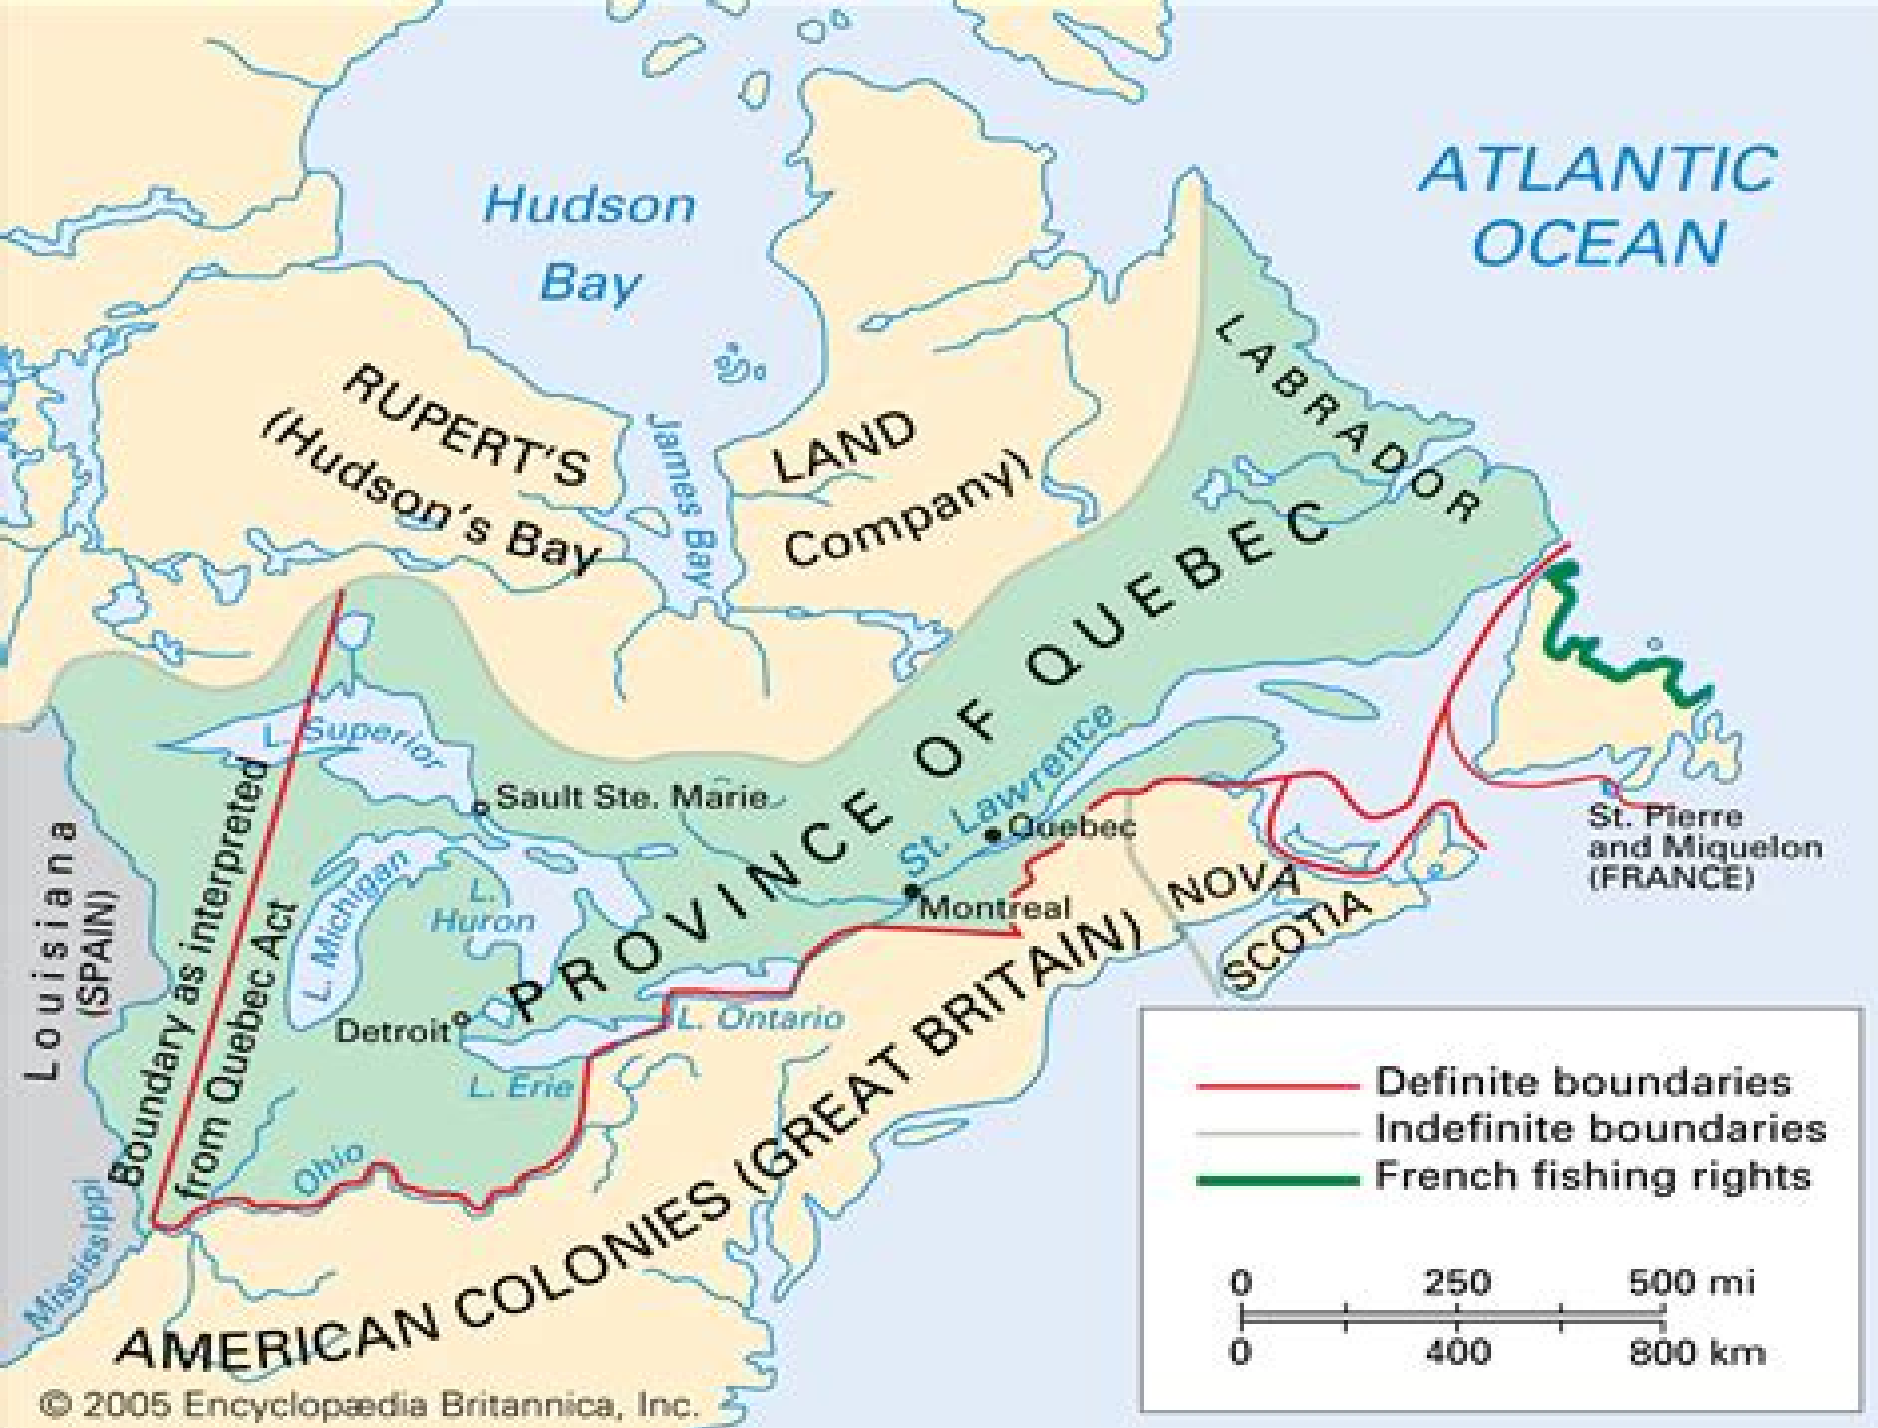 ATLANTIC
OCEAN
Hudson
Bay
LABRADOR
RUPERT'S
LAND
(Hudson's Bay
Company)
James Bay
PROVINCE OF QUEBEC
L. Superior
Sault Ste. Marie
St. Lawrence
Quebec
Montreal
NOVA
SCOTIA
St. Pierre
and Miquelon
(FRANCE)
L. Michigan
L.
Huron
Louisiana
(SPAIN)
Boundary as interpreted
from Quebec Act
Detroit
L. Ontario
L. Erie
Ohio
Mississippi
AMERICAN COLONIES (GREAT BRITAIN)
Definite boundaries
Indefinite boundaries
French fishing rights
0 250 500 mi
0 400 800 km
© 2005 Encyclopædia Britannica, Inc.